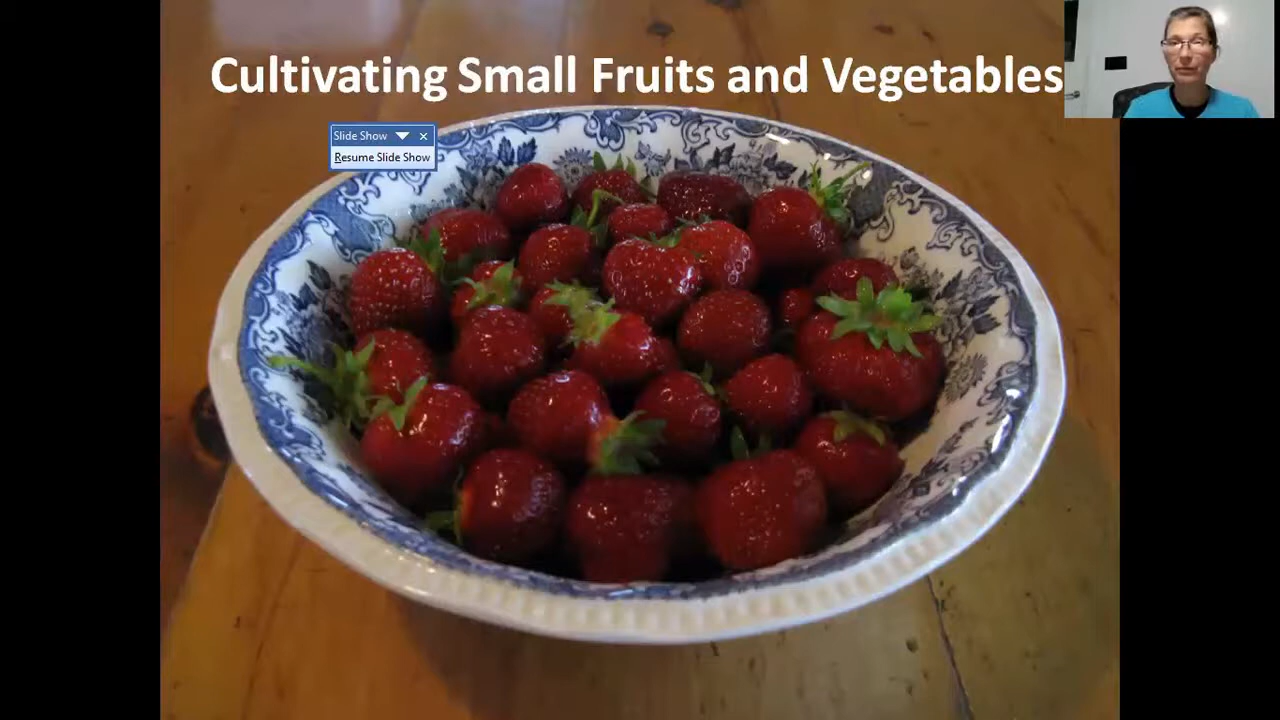 Cultivating Small Fruits and Vegetables
Slide Show
Resume Slide Show